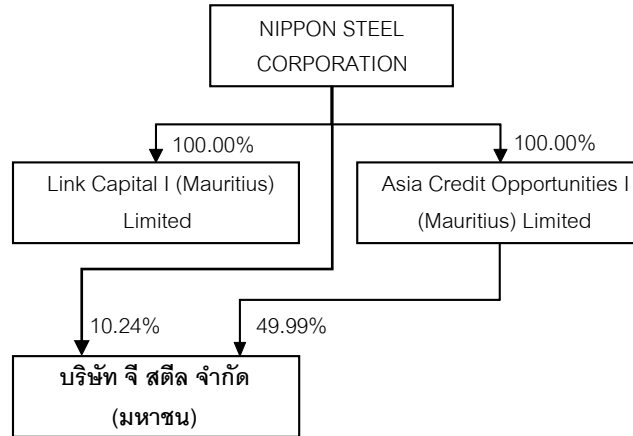 NIPPON STEEL
CORPORATION
100.00%
100.00%
Link Capital I (Mauritius)
Limited
Asia Credit Opportunities I
(Mauritius) Limited
10.24%
49.99%
บริษัท จี สตีล จำกัด
(มหาชน)